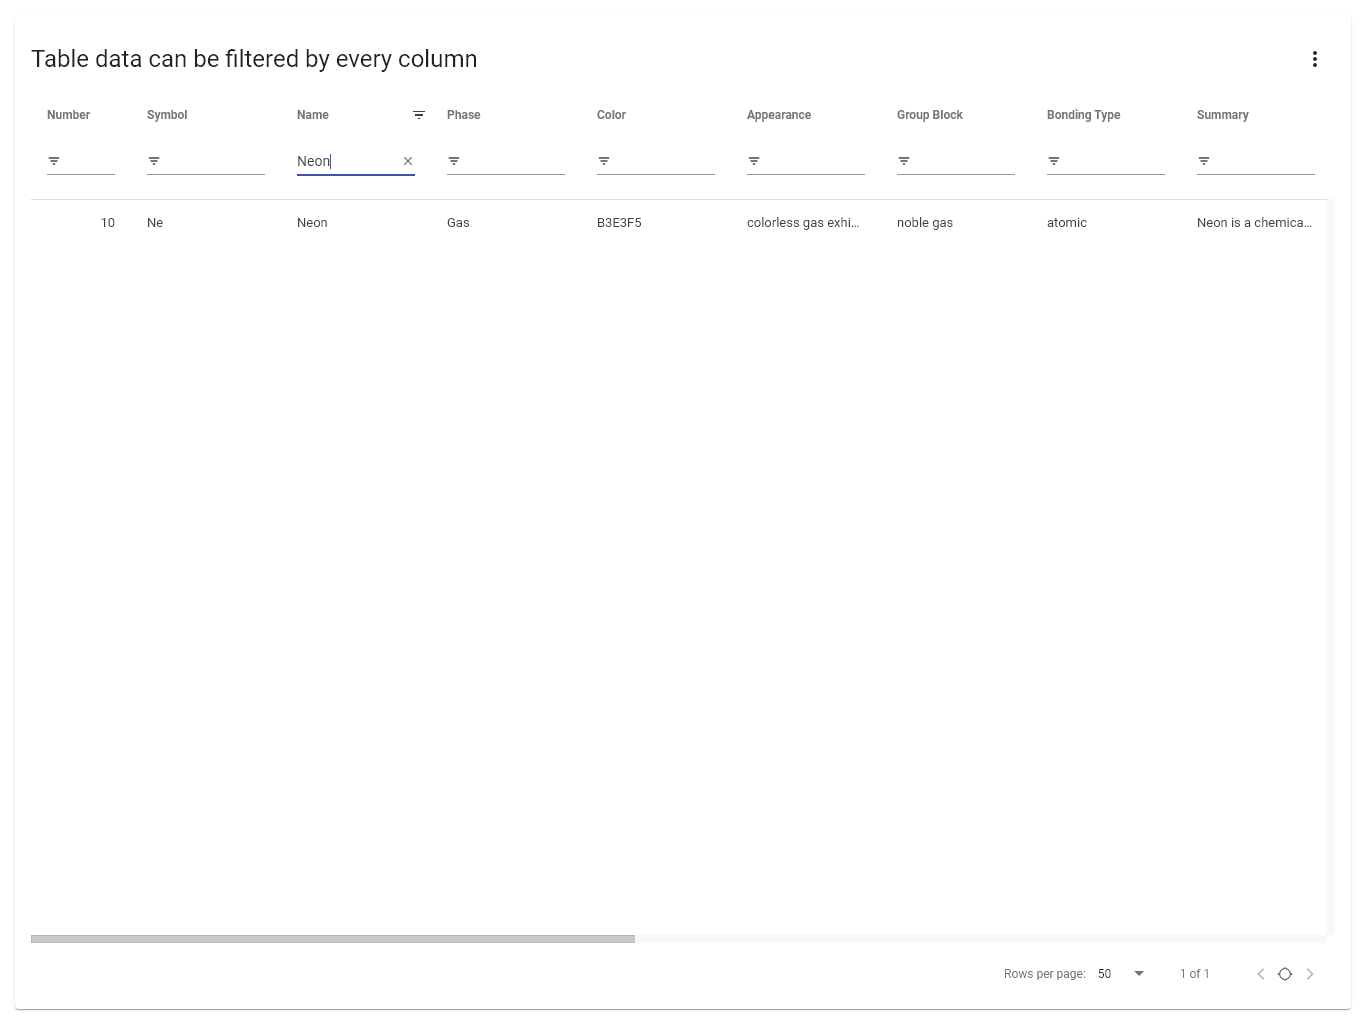 Table data can be filtered by every column
Number Symbol Name Phase Color Appearance Group Block Bonding Type Summary
Neon
10 Ne Neon Gas B3E3F5 colorless gas exhi... noble gas atomic Neon is a chemica...
Rows per page: 50 1 of 1